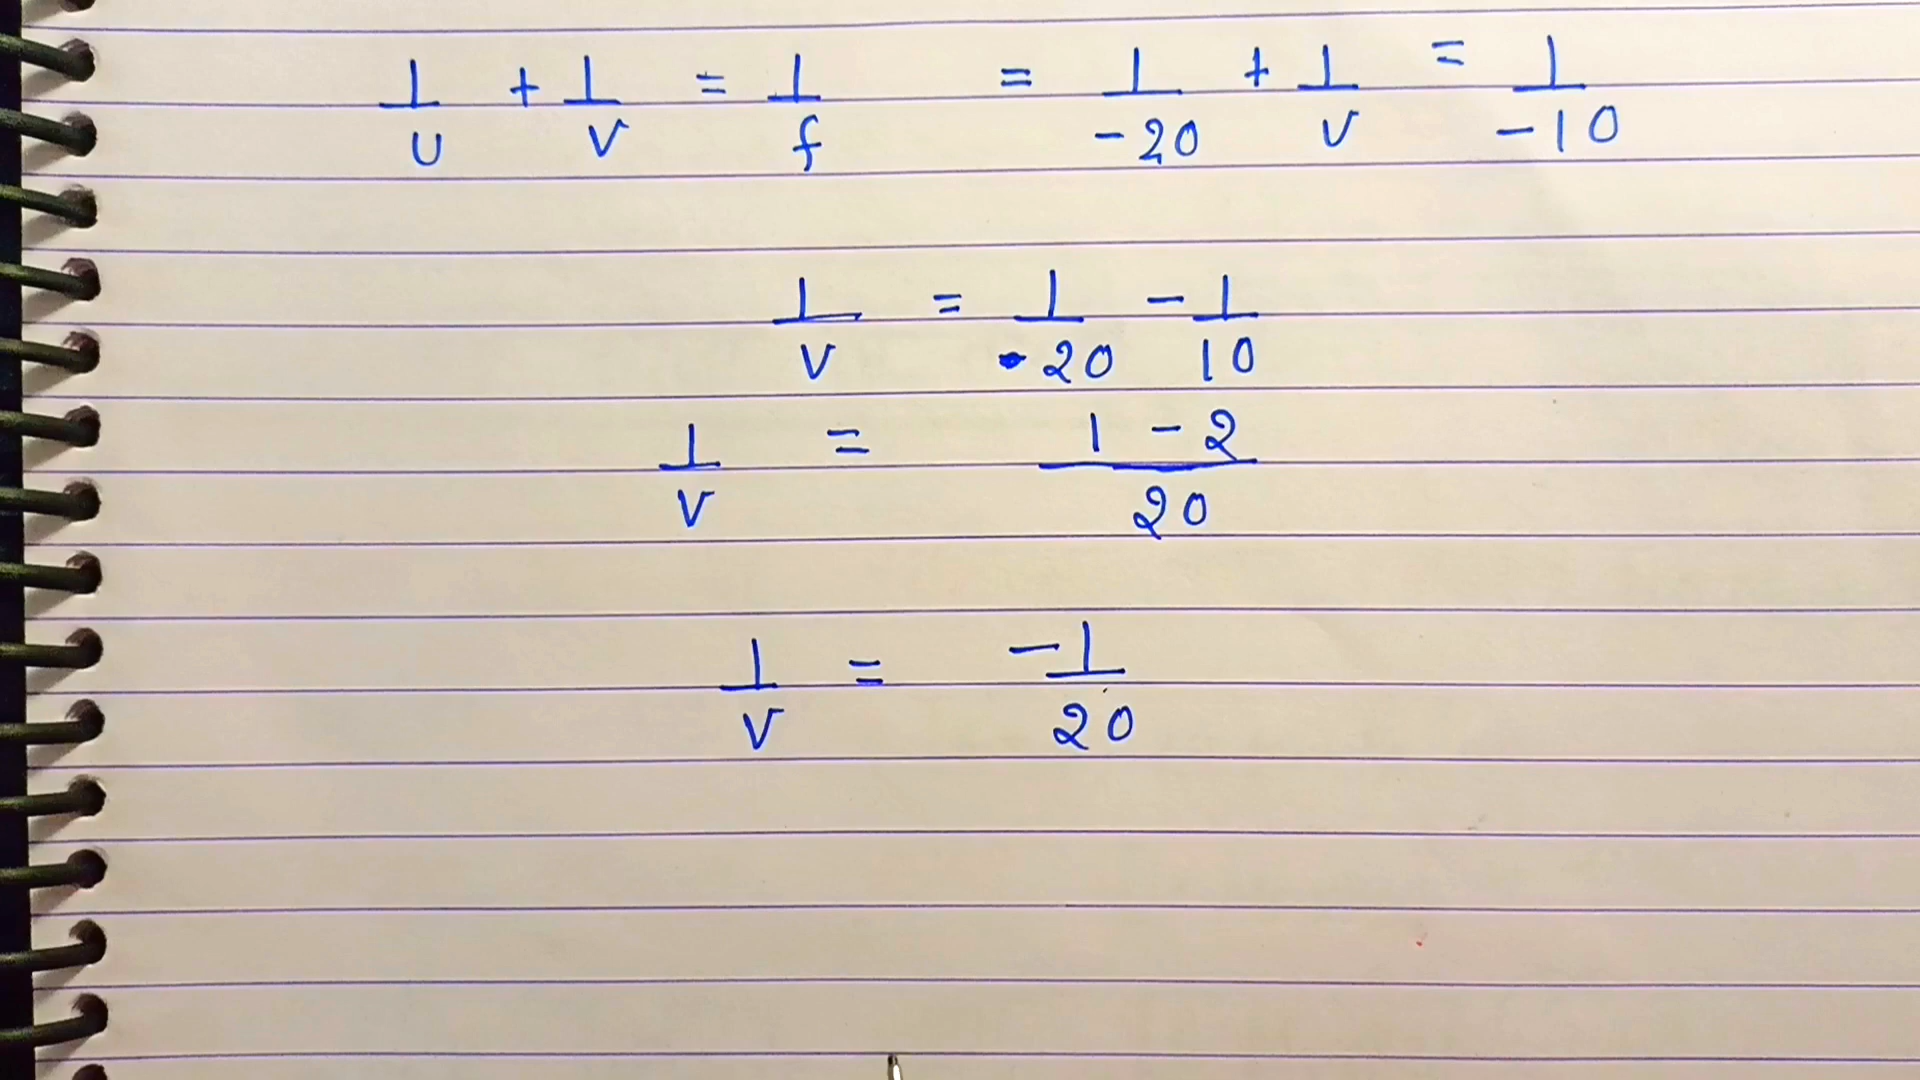 1/u + 1/v = 1/f = 1/-20 + 1/v = 1/-10
1/v = 1/20 - 1/10
1/v = (1 - 2)/20
1/v = -1/20